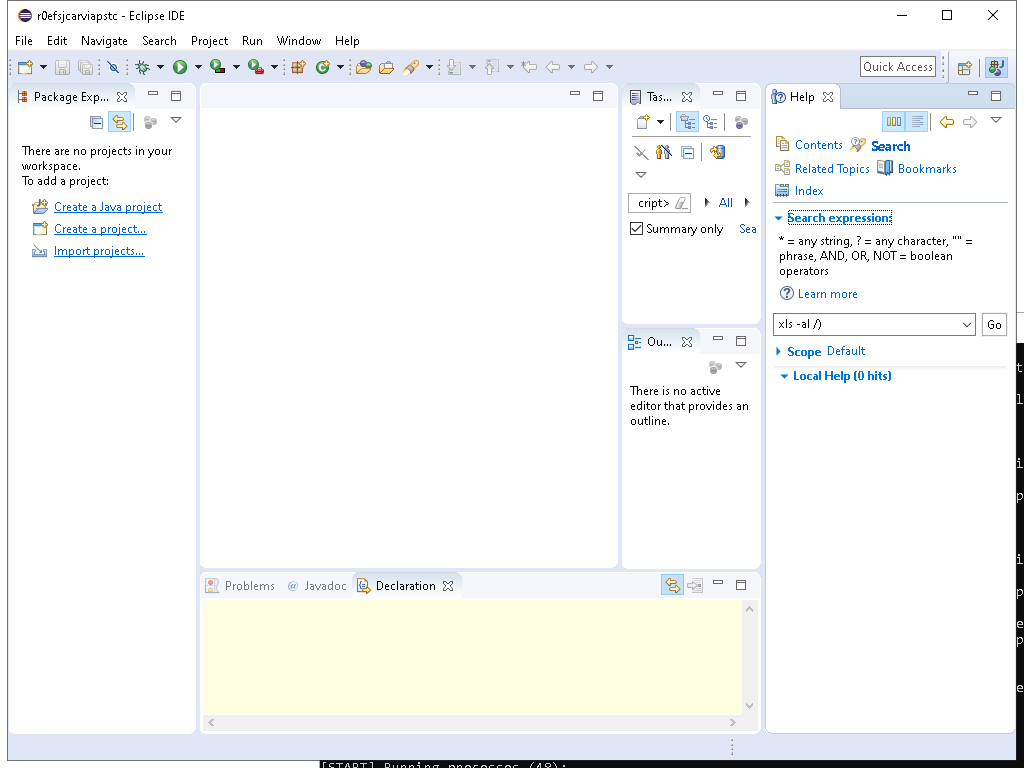 r0efsjcarviapstc - Eclipse IDE
File Edit Navigate Search Project Run Window Help
Quick Access
Package Exp...
There are no projects in your
workspace.
To add a project:
Create a Java project
Create a project...
Import projects...
Tas...
cript> All
Summary only Sea
Ou...
There is no active
editor that provides an
outline.
Problems @ Javadoc Declaration
Help
Contents Search
Related Topics Bookmarks
Index
Search expression:
* = any string, ? = any character, "" =
phrase, AND, OR, NOT = boolean
operators
Learn more
xls -al /)
Go
Scope Default
Local Help (0 hits)
[START] Running processes (48):